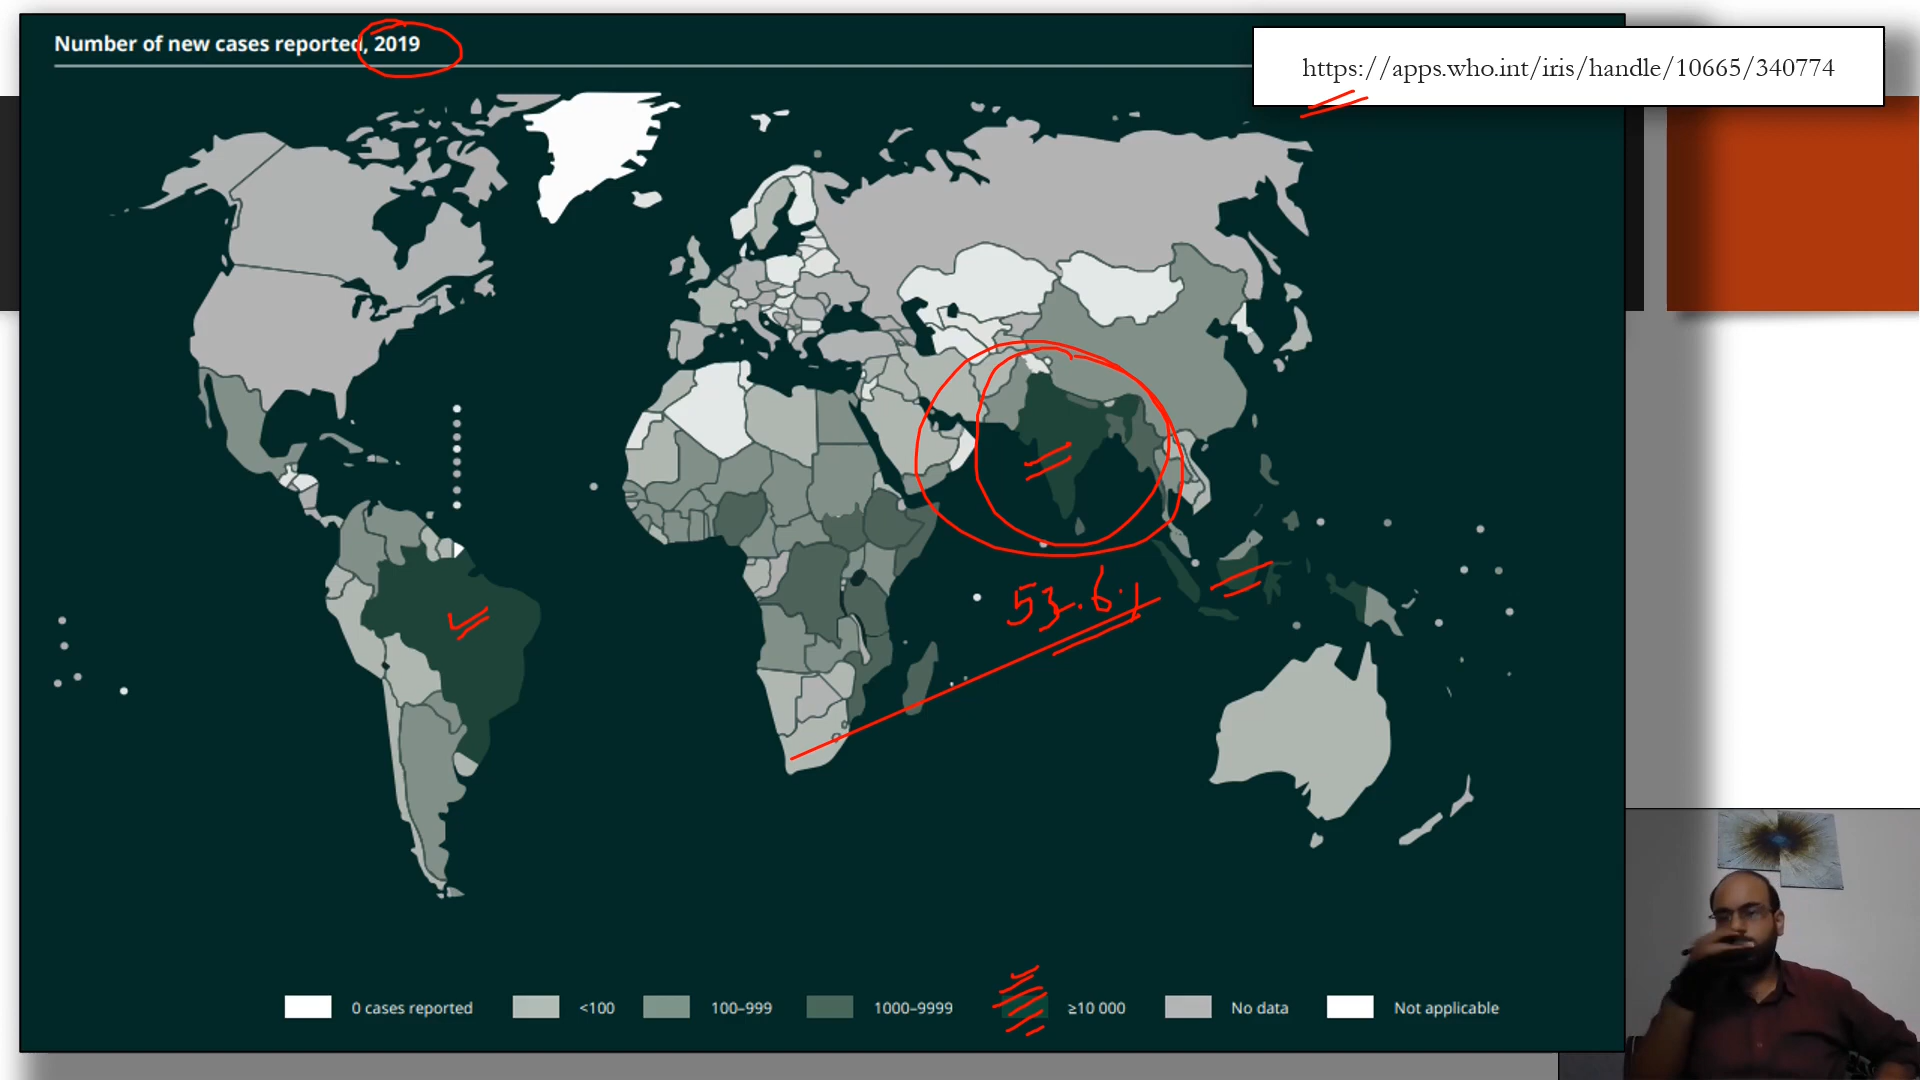 Number of new cases reported, 2019
https://apps.who.int/iris/handle/10665/340774
53.6%
0 cases reported
<100
100–999
1000–9999
≥10 000
No data
Not applicable